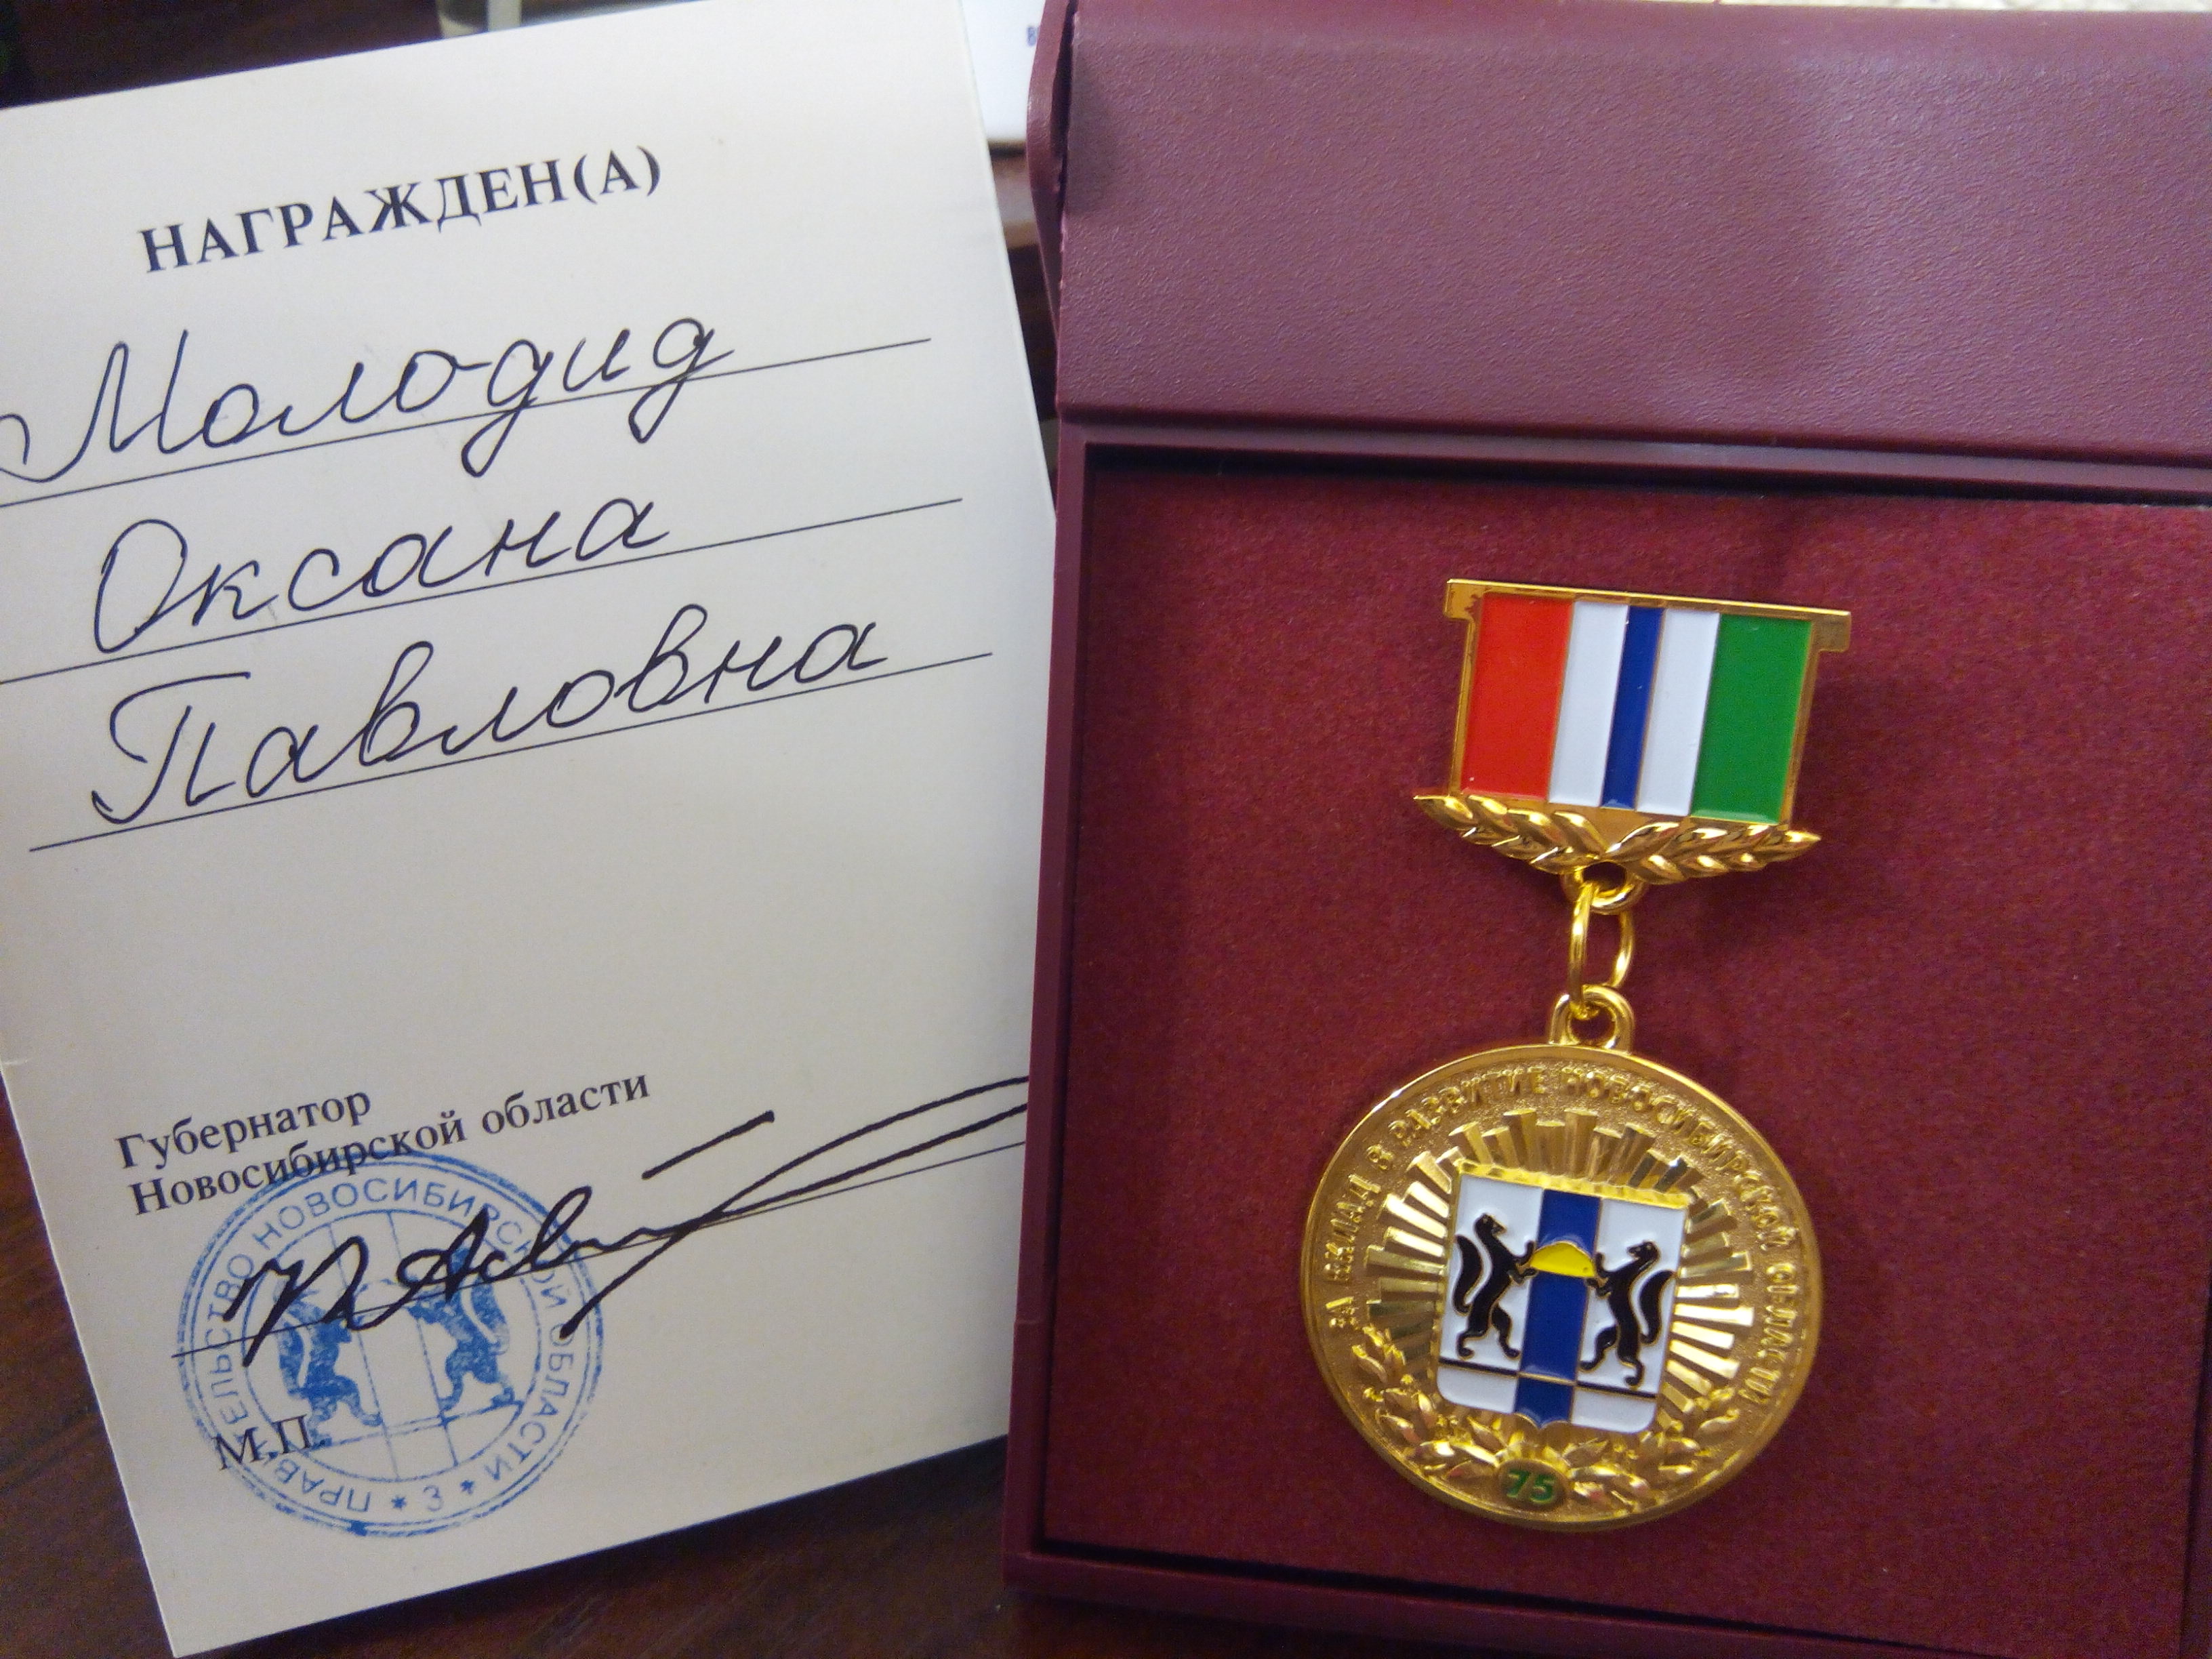 НАГРАЖДЕН(А)
Молодид
Оксана
Павловна
Губернатор
Новосибирской области
ПРАВИТЕЛЬСТВО НОВОСИБИРСКОЙ ОБЛАСТИ * 3 *
М.П.
ЗА ВКЛАД В РАЗВИТИЕ НОВОСИБИРСКОЙ ОБЛАСТИ
75